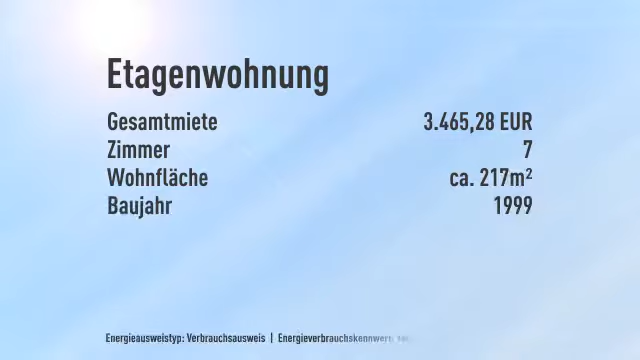 Etagenwohnung
Gesamtmiete 3.465,28 EUR
Zimmer 7
Wohnfläche ca. 217m²
Baujahr 1999
Energieausweistyp: Verbrauchsausweis | Energieverbrauchskennwert: